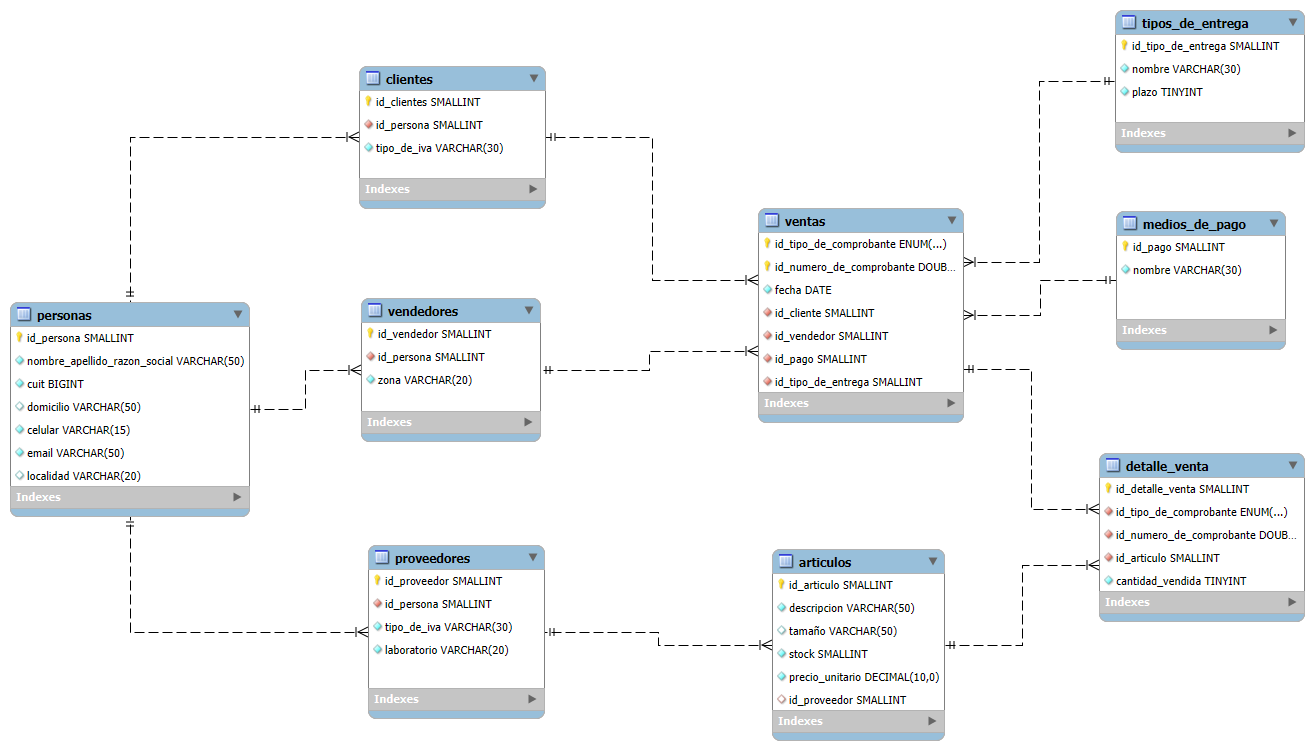 tipos_de_entrega
id_tipo_de_entrega SMALLINT
nombre VARCHAR(30)
plazo TINYINT
Indexes
clientes
id_clientes SMALLINT
id_persona SMALLINT
tipo_de_iva VARCHAR(30)
Indexes
ventas
id_tipo_de_comprobante ENUM(...)
id_numero_de_comprobante DOUB...
fecha DATE
id_cliente SMALLINT
id_vendedor SMALLINT
id_pago SMALLINT
id_tipo_de_entrega SMALLINT
Indexes
medios_de_pago
id_pago SMALLINT
nombre VARCHAR(30)
Indexes
personas
id_persona SMALLINT
nombre_apellido_razon_social VARCHAR(50)
cuit BIGINT
domicilio VARCHAR(50)
celular VARCHAR(15)
email VARCHAR(50)
localidad VARCHAR(20)
Indexes
vendedores
id_vendedor SMALLINT
id_persona SMALLINT
zona VARCHAR(20)
Indexes
detalle_venta
id_detalle_venta SMALLINT
id_tipo_de_comprobante ENUM(...)
id_numero_de_comprobante DOUB...
id_articulo SMALLINT
cantidad_vendida TINYINT
Indexes
proveedores
id_proveedor SMALLINT
id_persona SMALLINT
tipo_de_iva VARCHAR(30)
laboratorio VARCHAR(20)
Indexes
articulos
id_articulo SMALLINT
descripcion VARCHAR(50)
tamaño VARCHAR(50)
stock SMALLINT
precio_unitario DECIMAL(10,0)
id_proveedor SMALLINT
Indexes